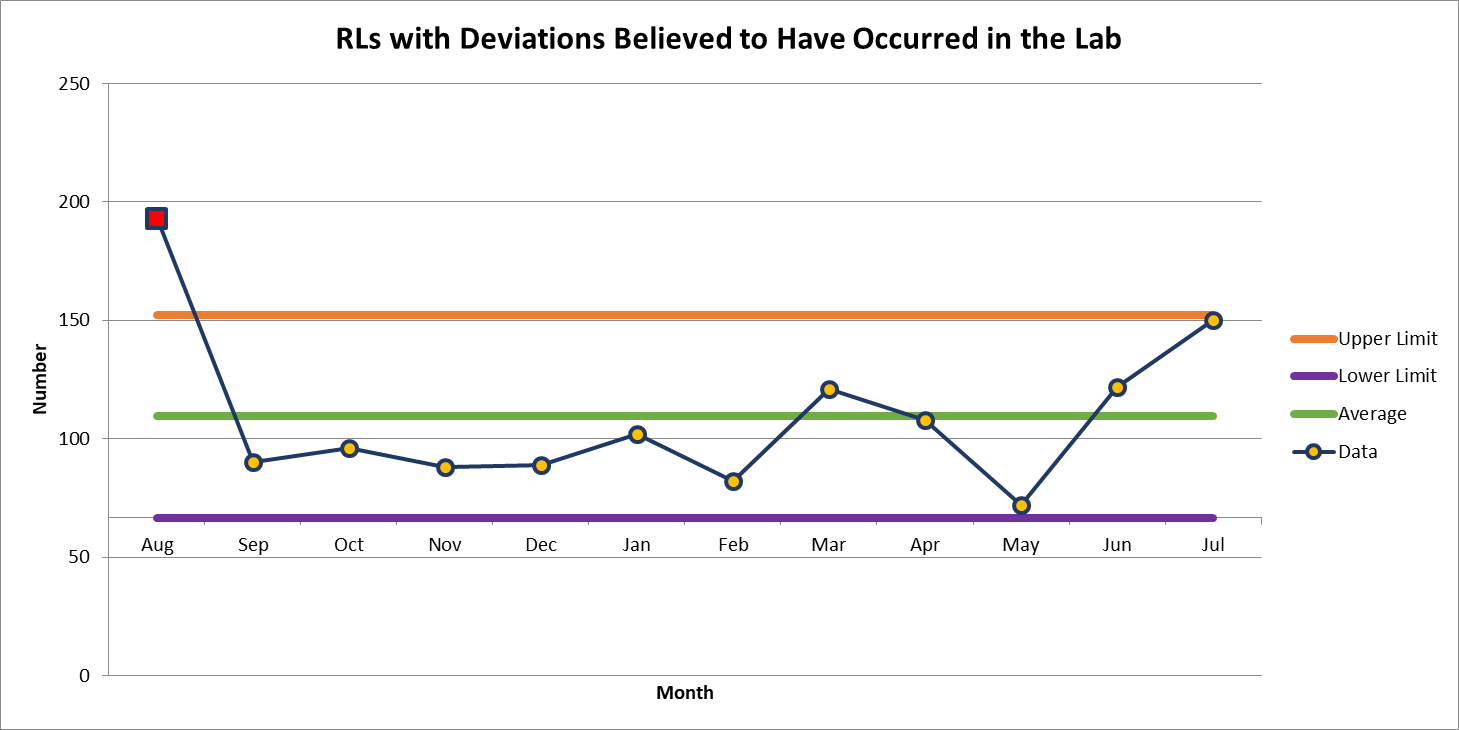 RLs with Deviations Believed to Have Occurred in the Lab
250
200
150
100
50
0
Number
Aug Sep Oct Nov Dec Jan Feb Mar Apr May Jun Jul
Month
Upper Limit
Lower Limit
Average
Data